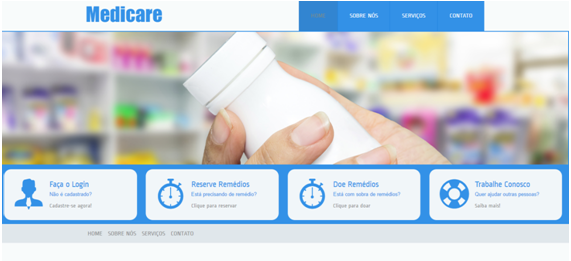 Medicare
HOME SOBRE NÓS SERVIÇOS CONTATO
Faça o Login
Não é cadastrado?
Cadastre-se agora!
Reserve Remédios
Está precisando de remédio?
Clique para reservar
Doe Remédios
Está com sobra de remédios?
Clique para doar
Trabalhe Conosco
Quer ajudar outras pessoas?
Saiba mais!
HOME SOBRE NÓS SERVIÇOS CONTATO